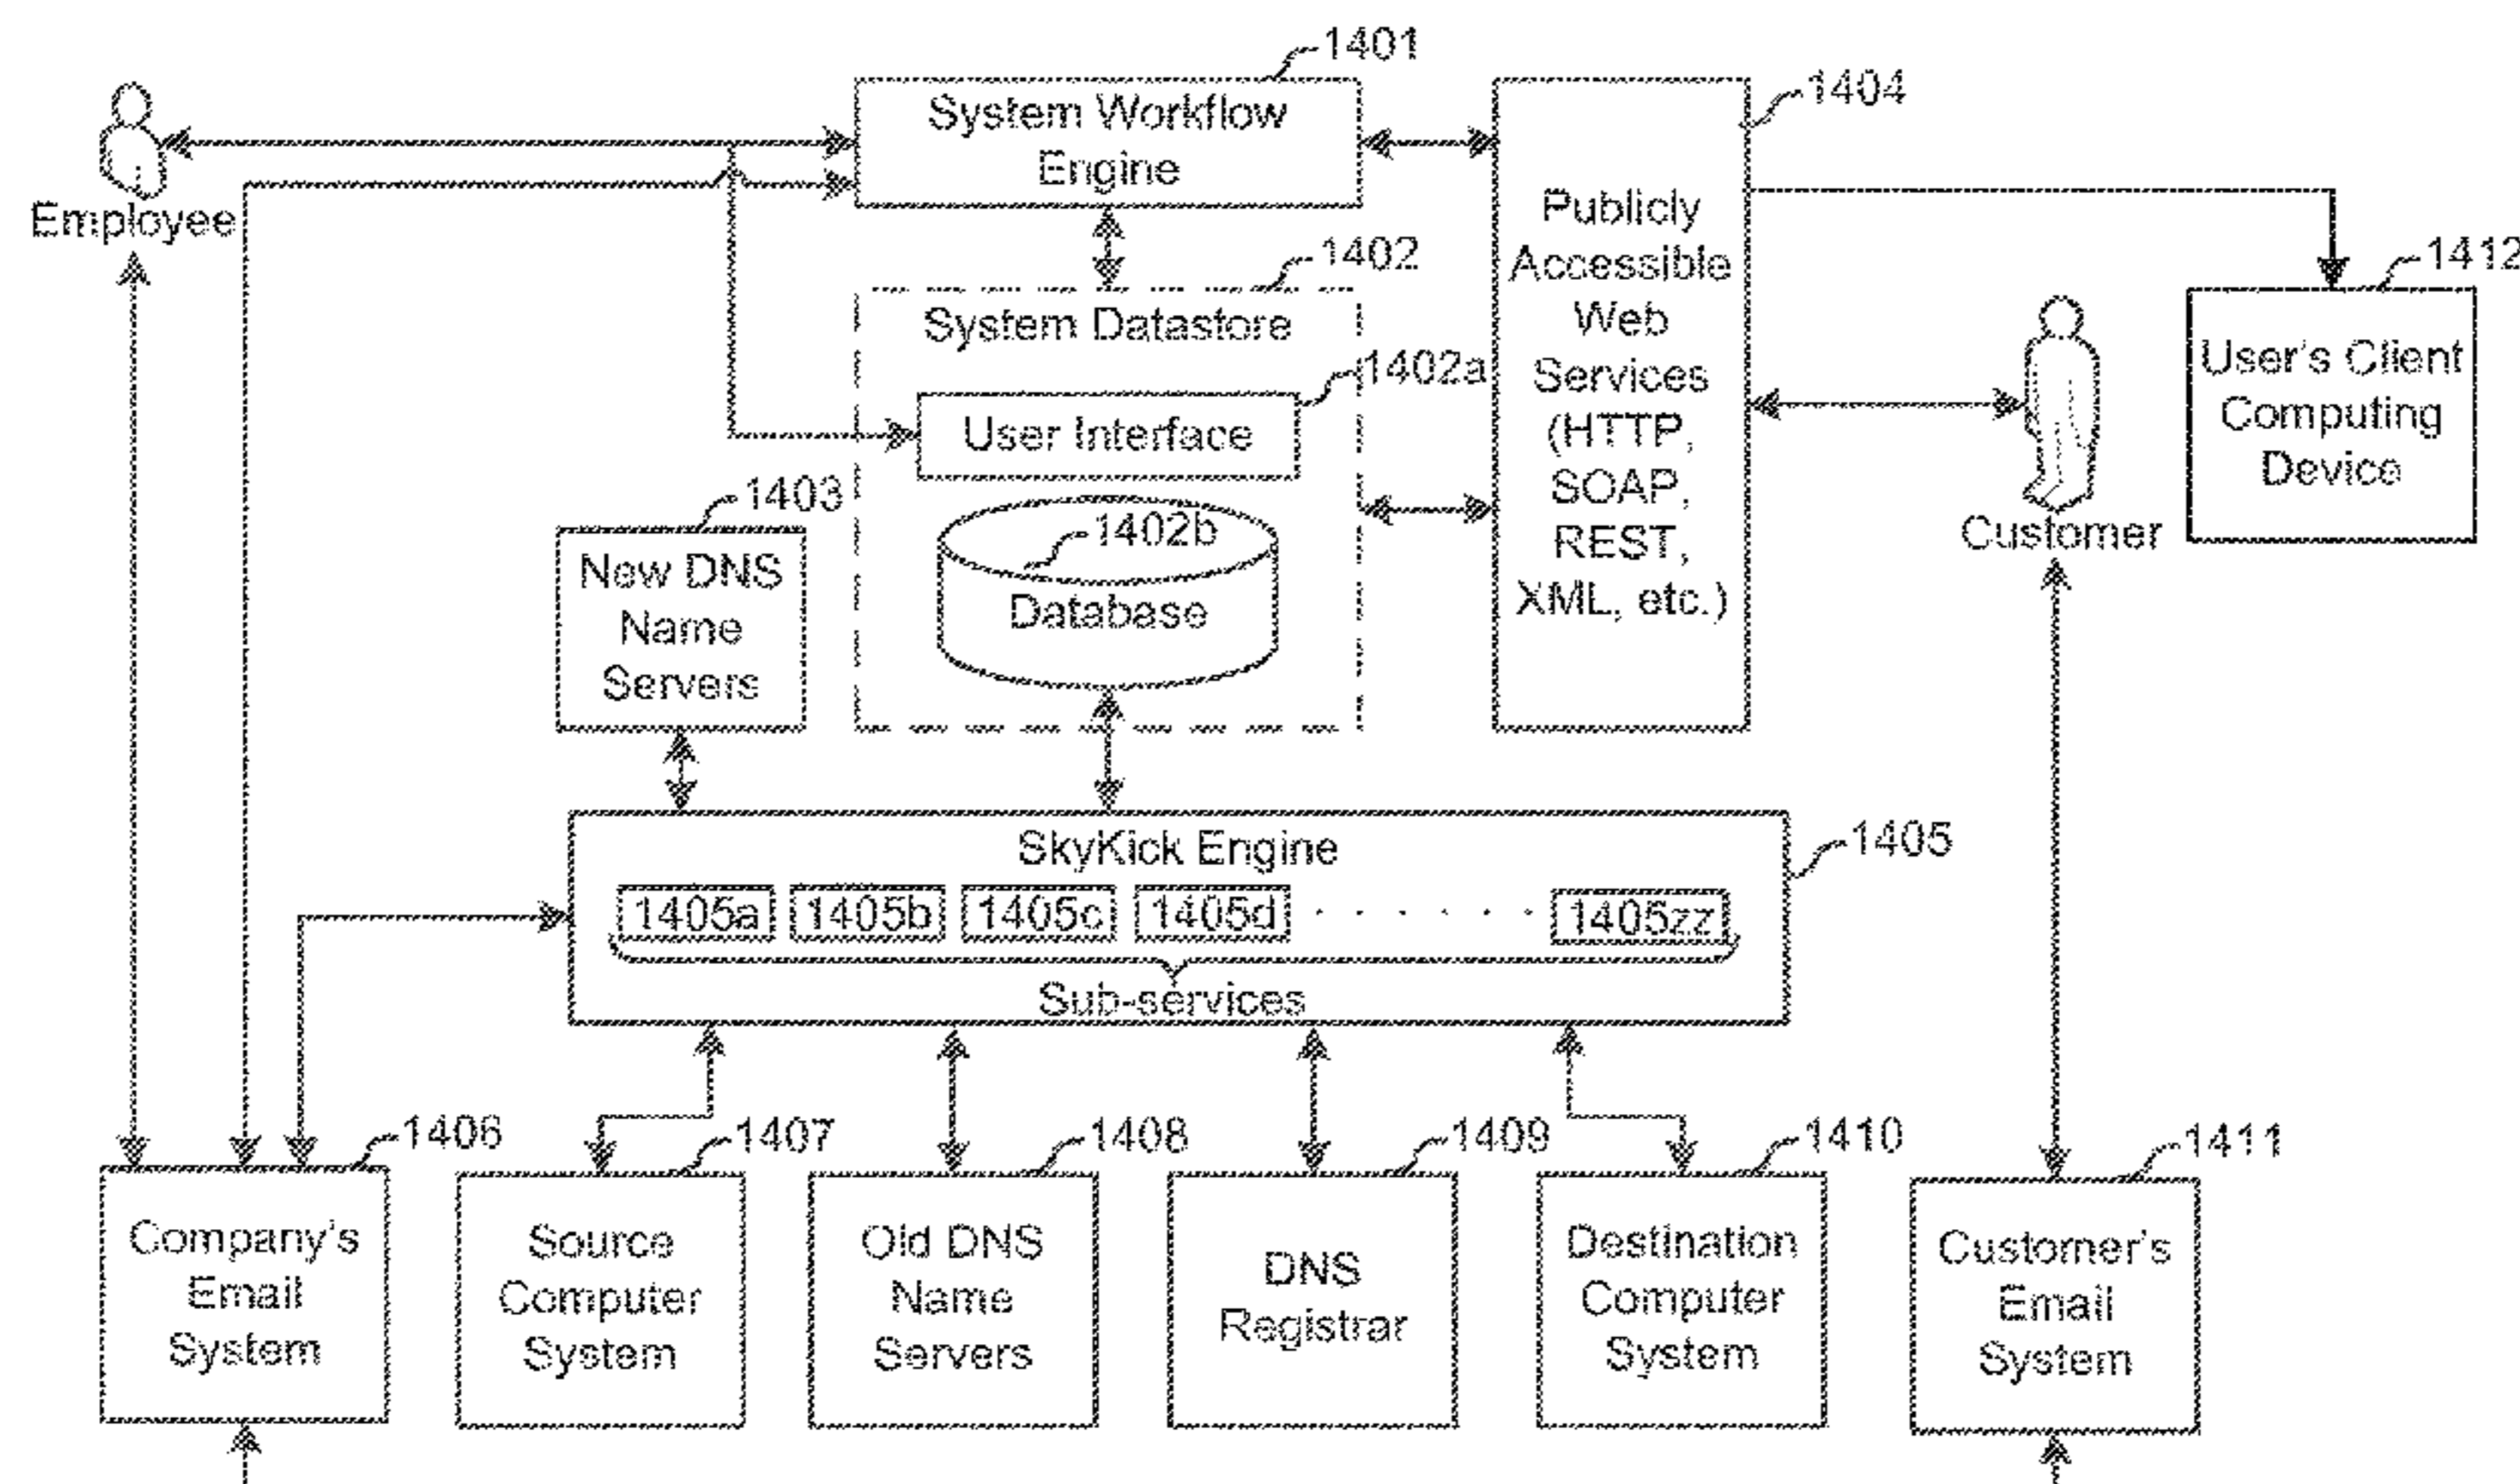 1401
System Workflow
Engine
1404
Employee
Publicly
Accessible
Web
Services
(HTTP,
SOAP,
REST,
XML, etc.)
1402
System Datastore
1402a
User Interface
1402b
Database
1412
User's Client
Computing
Device
Customer
1403
New DNS
Name
Servers
SkyKick Engine
1405
1405a 1405b 1405c 1405d . . . . . . 1405zz
Sub-services
1406
Company's
Email
System
1407
Source
Computer
System
1408
Old DNS
Name
Servers
1409
DNS
Registrar
1410
Destination
Computer
System
1411
Customer's
Email
System